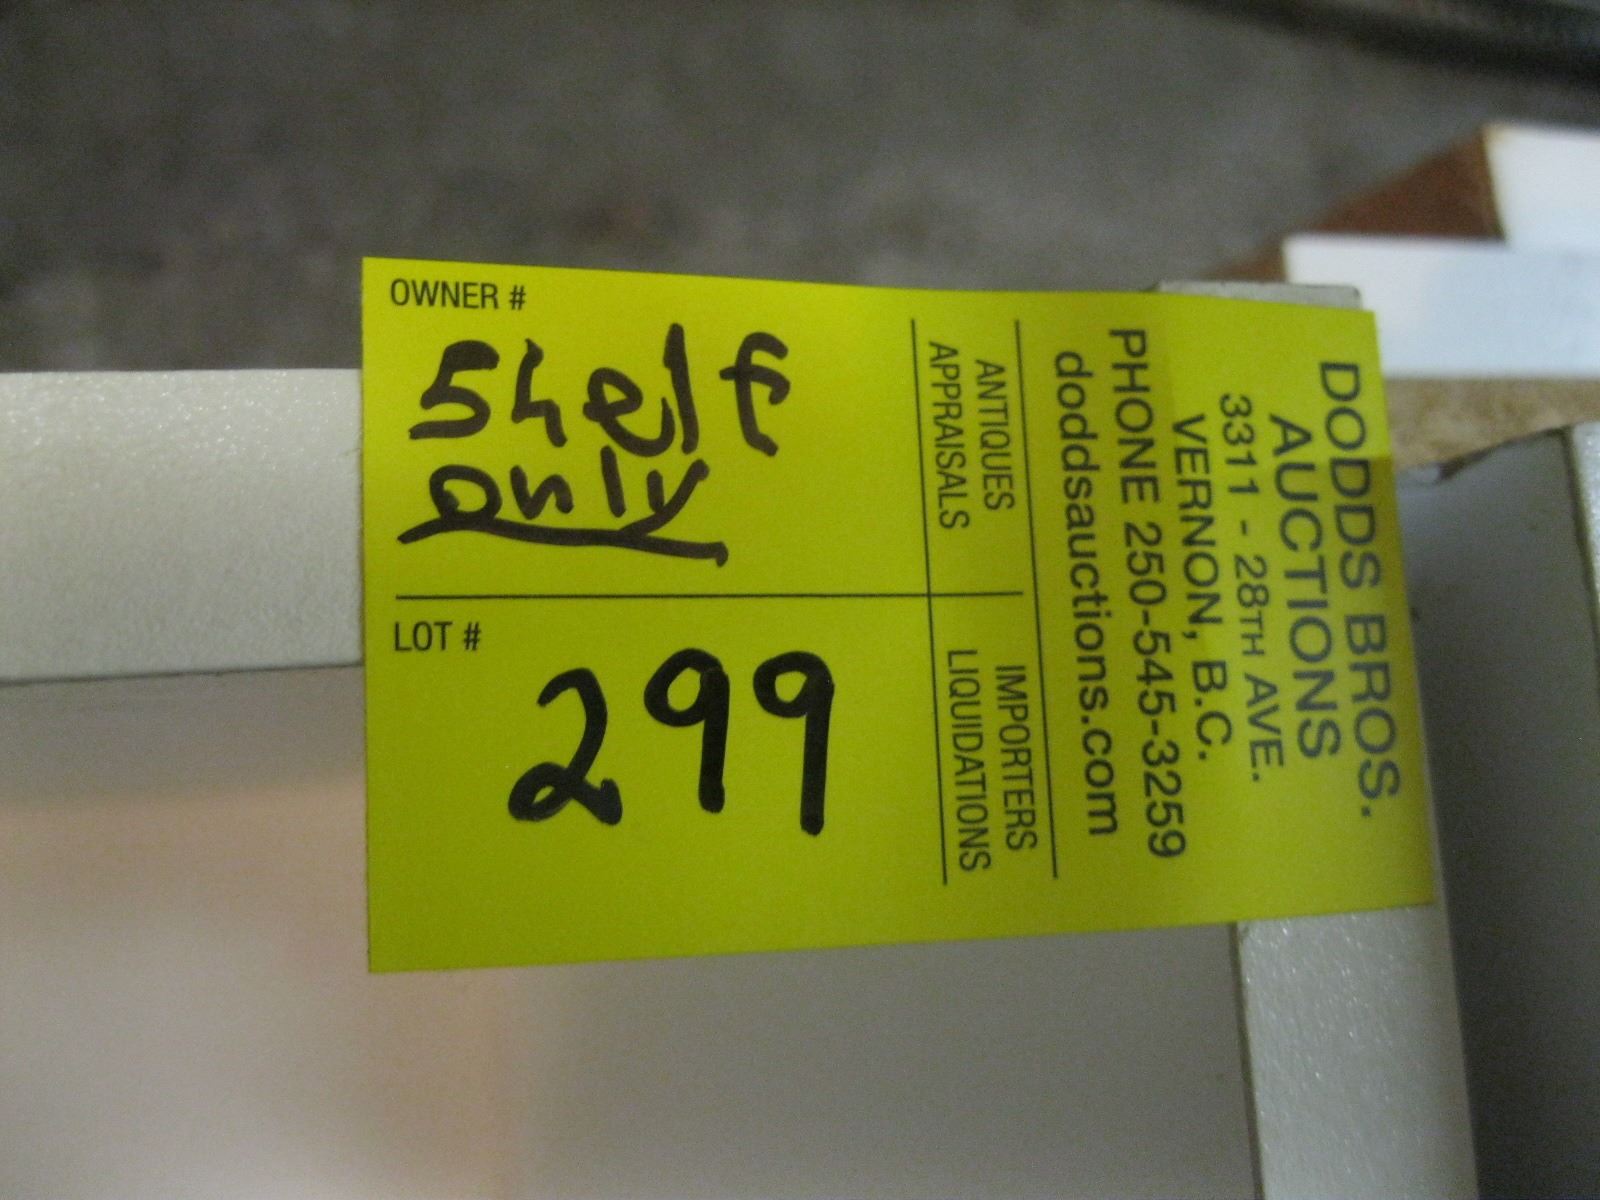 OWNER #
Shelf
only
LOT #
299
DODDS BROS.
AUCTIONS
3311 - 28TH AVE.
VERNON, B.C.
PHONE 250-545-3259
doddsauctions.com
ANTIQUES
APPRAISALS
IMPORTERS
LIQUIDATIONS